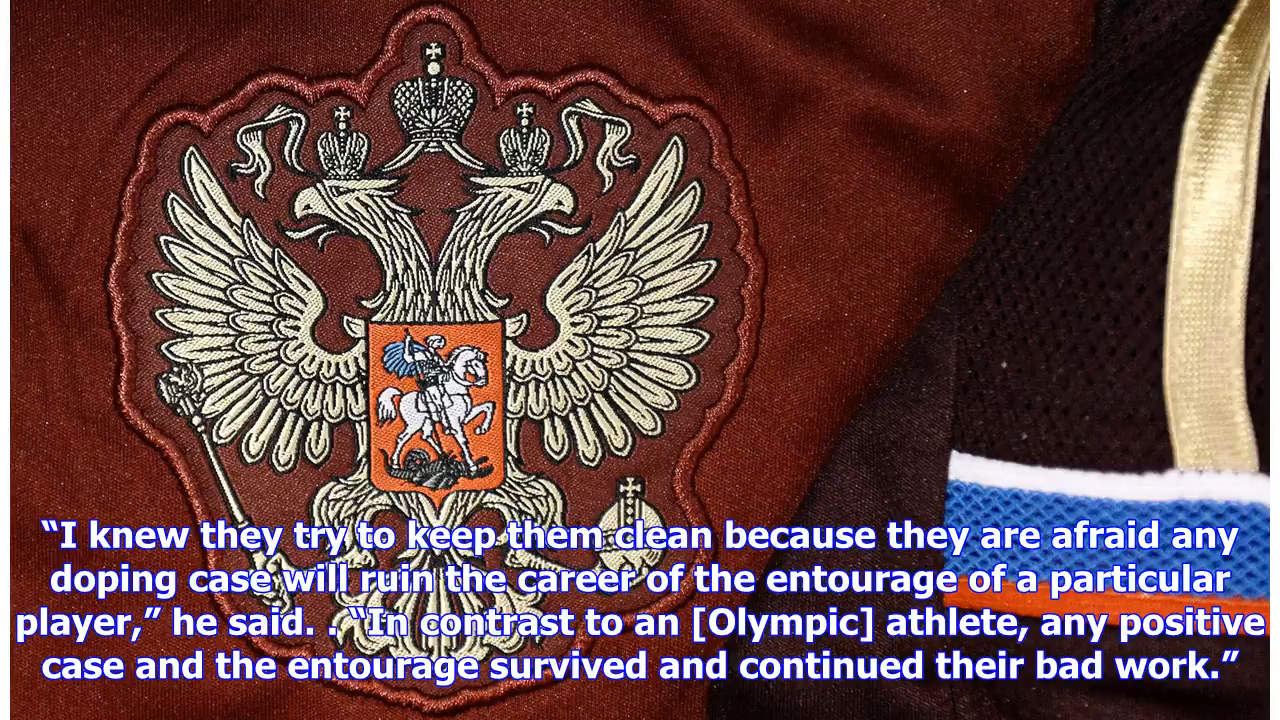 “I knew they try to keep them clean because they are afraid any
doping case will ruin the career of the entourage of a particular
player,” he said. . “In contrast to an [Olympic] athlete, any positive
case and the entourage survived and continued their bad work.”